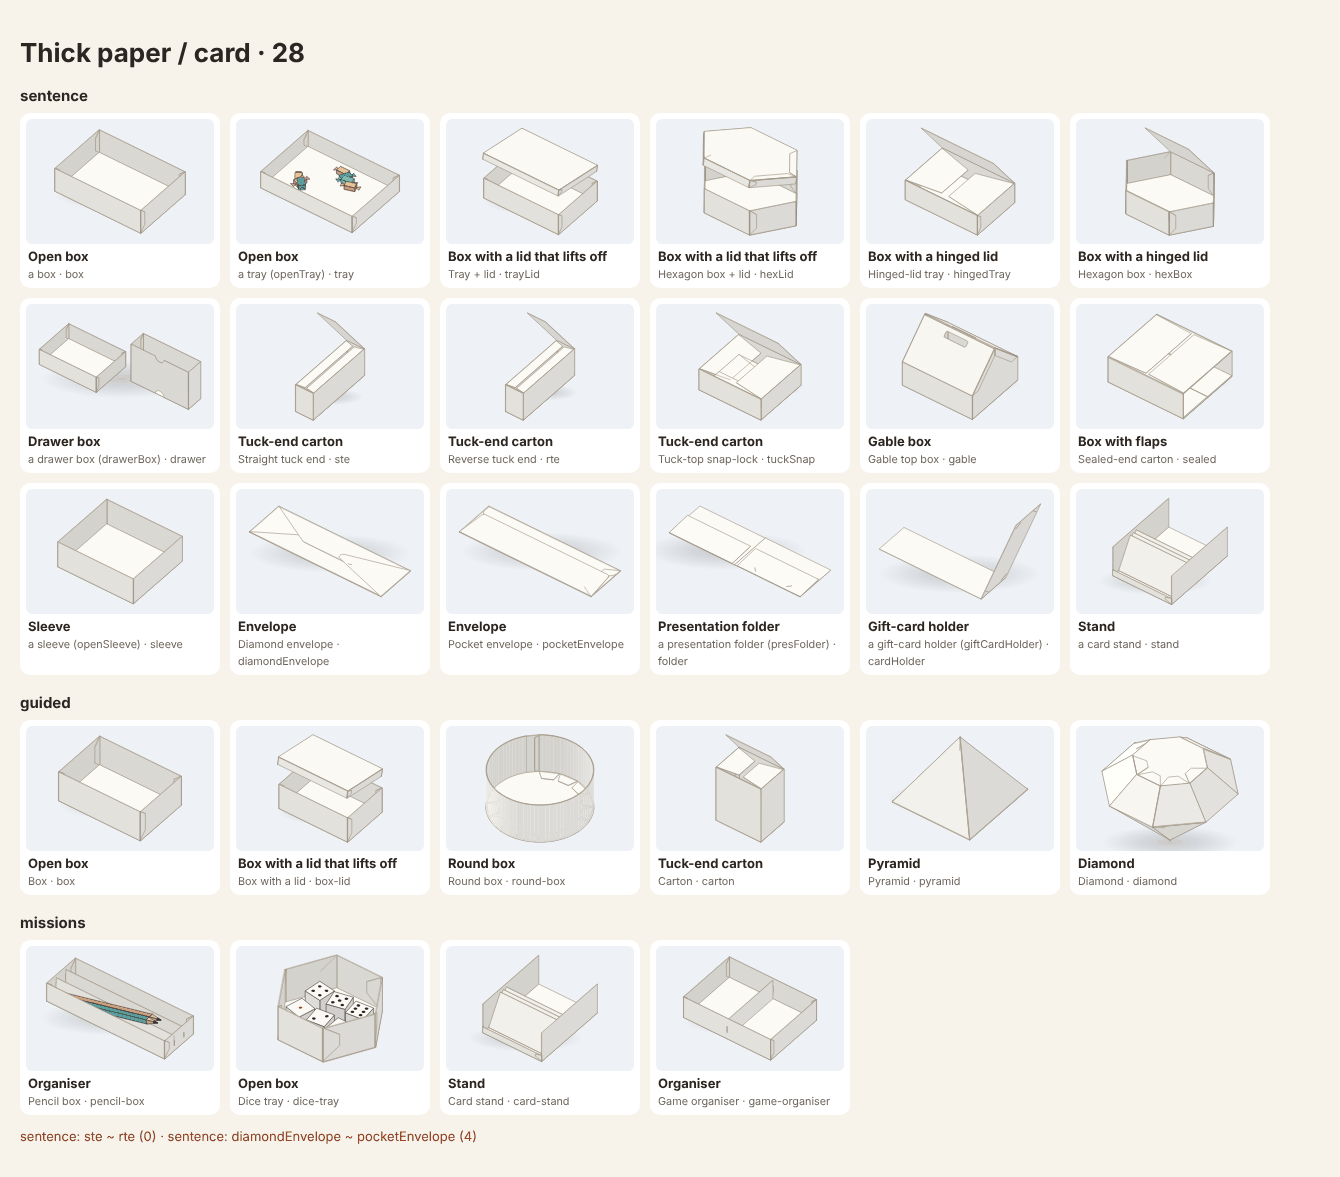 Thick paper / card · 28
sentence
Open box
a box · box
Open box
a tray (openTray) · tray
Box with a lid that lifts off
Tray + lid · trayLid
Box with a lid that lifts off
Hexagon box + lid · hexLid
Box with a hinged lid
Hinged-lid tray · hingedTray
Box with a hinged lid
Hexagon box · hexBox
Drawer box
a drawer box (drawerBox) · drawer
Tuck-end carton
Straight tuck end · ste
Tuck-end carton
Reverse tuck end · rte
Tuck-end carton
Tuck-top snap-lock · tuckSnap
Gable box
Gable top box · gable
Box with flaps
Sealed-end carton · sealed
Sleeve
a sleeve (openSleeve) · sleeve
Envelope
Diamond envelope ·
diamondEnvelope
Envelope
Pocket envelope · pocketEnvelope
Presentation folder
a presentation folder (presFolder) ·
folder
Gift-card holder
a gift-card holder (giftCardHolder) ·
cardHolder
Stand
a card stand · stand
guided
Open box
Box · box
Box with a lid that lifts off
Box with a lid · box-lid
Round box
Round box · round-box
Tuck-end carton
Carton · carton
Pyramid
Pyramid · pyramid
Diamond
Diamond · diamond
missions
Organiser
Pencil box · pencil-box
Open box
Dice tray · dice-tray
Stand
Card stand · card-stand
Organiser
Game organiser · game-organiser
sentence: ste ~ rte (0) · sentence: diamondEnvelope ~ pocketEnvelope (4)